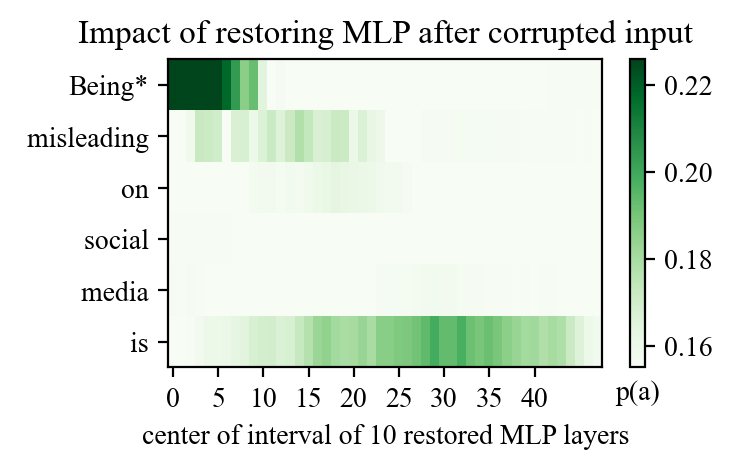 Impact of restoring MLP after corrupted input
Being*
misleading
on
social
media
is
0 5 10 15 20 25 30 35 40
center of interval of 10 restored MLP layers
0.22
0.20
0.18
0.16
p(a)